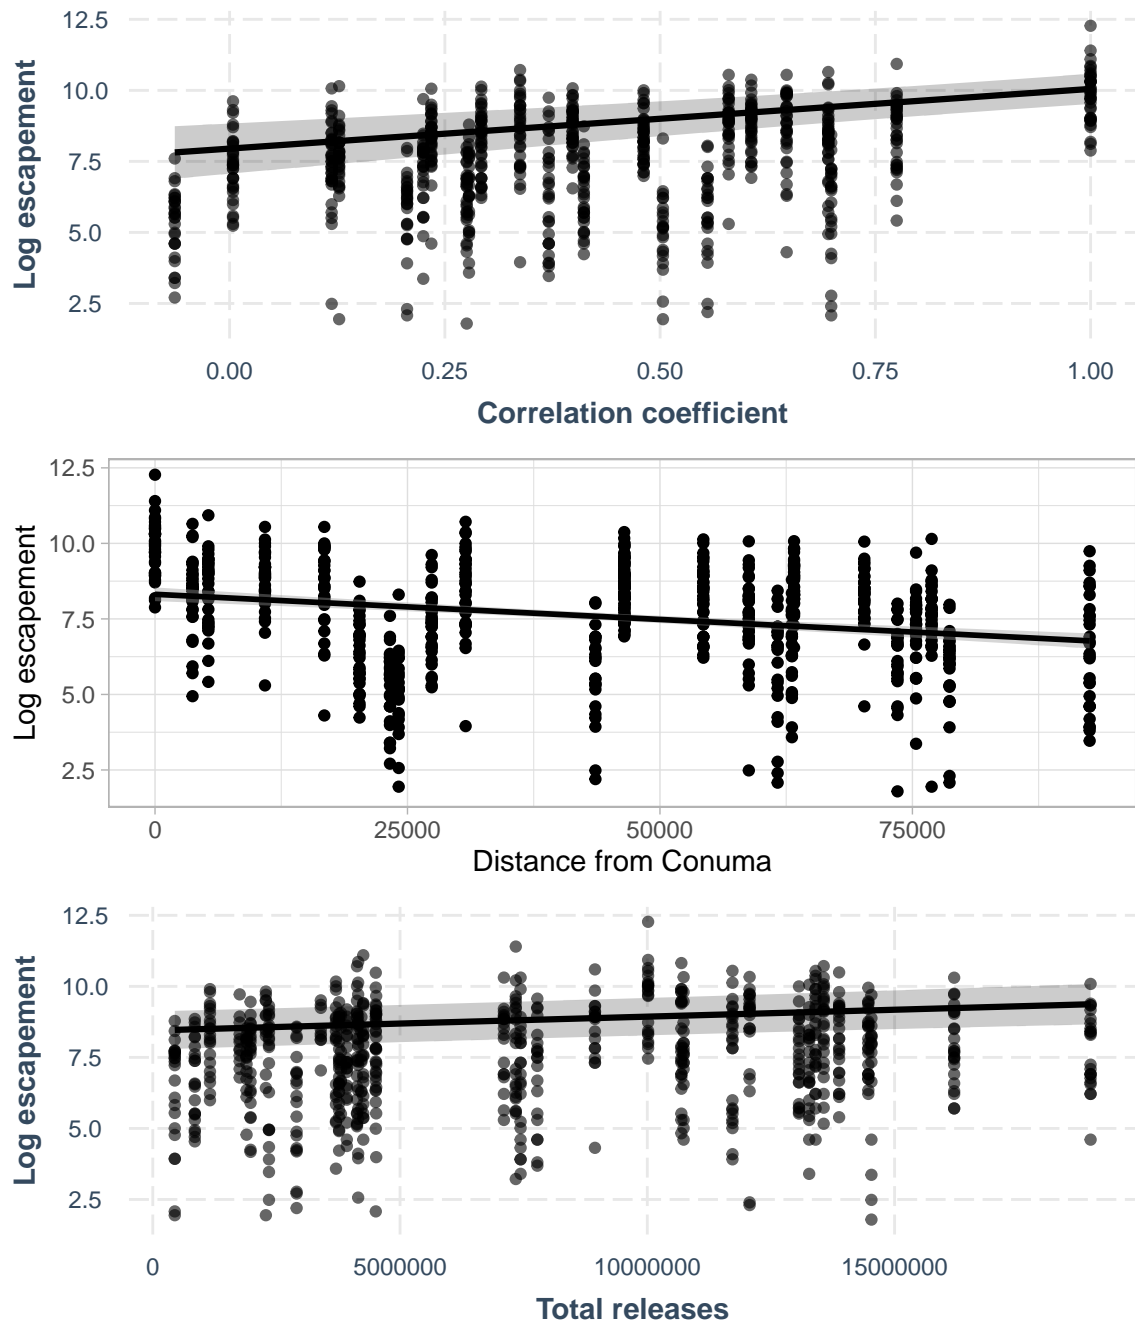 12.5
10.0
7.5
5.0
2.5
Log escapement
0.00 0.25 0.50 0.75 1.00
Correlation coefficient
12.5
10.0
7.5
5.0
2.5
Log escapement
0 25000 50000 75000
Distance from Conuma
12.5
10.0
7.5
5.0
2.5
Log escapement
0 5000000 10000000 15000000
Total releases